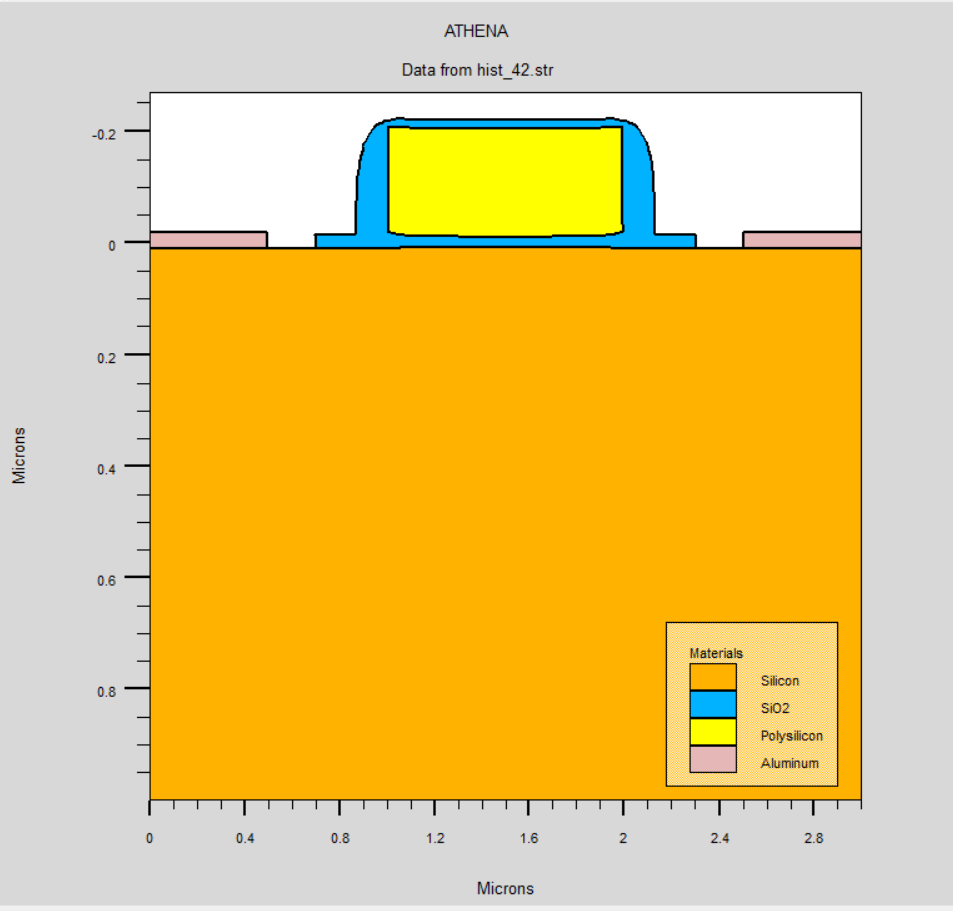 ATHENA
Data from hist_42.str
-0.2
0
0.2
0.4
0.6
0.8
Microns
Materials
Silicon
SiO2
Polysilicon
Aluminum
0 0.4 0.8 1.2 1.6 2 2.4 2.8
Microns